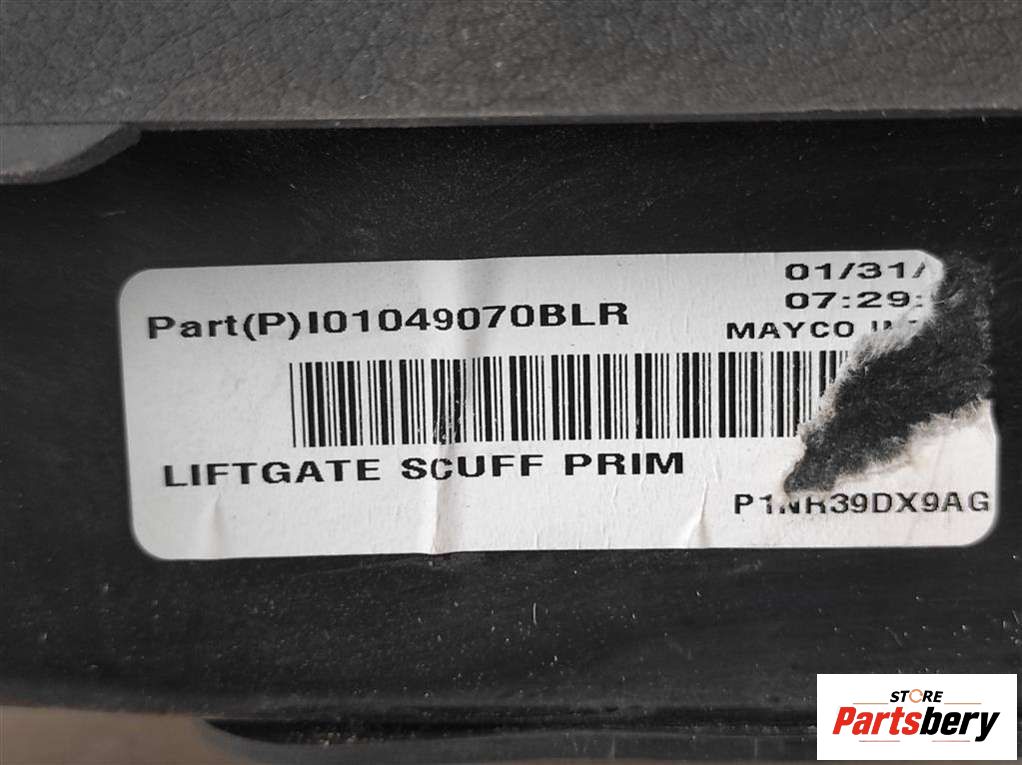 01/31/
07:29:
Part(P)I01049070BLR
MAYCO
LIFTGATE SCUFF PRIM
P1NR39DX9AG
STORE
Partsbery